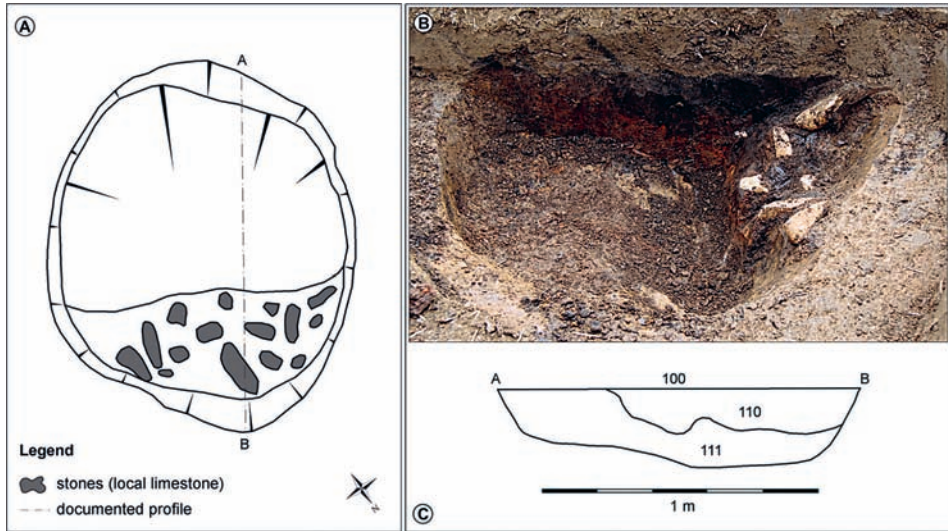 A
A
B
Legend
stones (local limestone)
documented profile
N
B
A
100
B
110
111
1 m
C